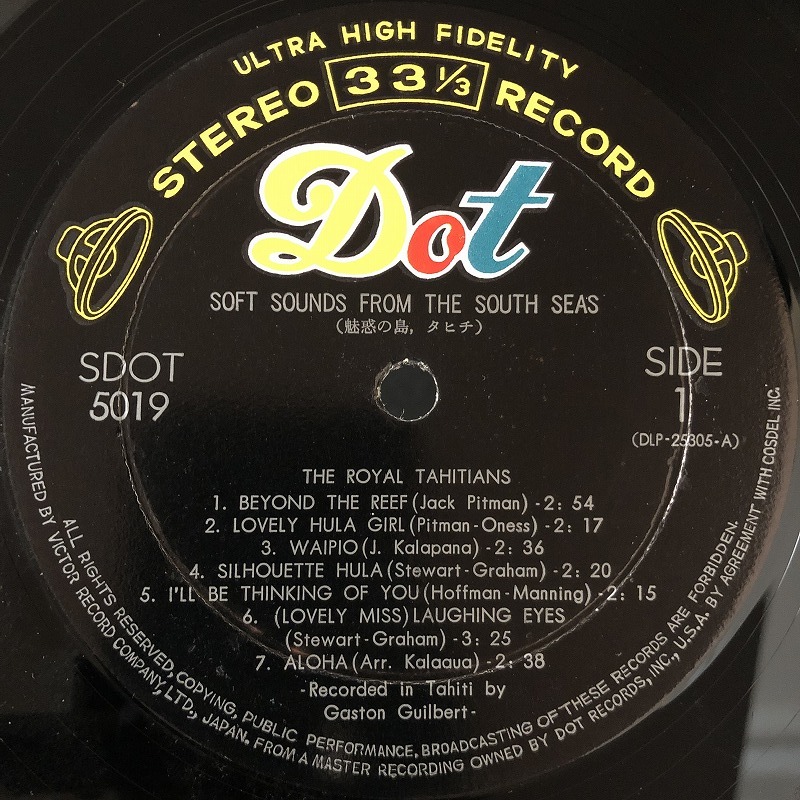 ULTRA HIGH FIDELITY
STEREO 33 1/3 RECORD
Dot
SOFT SOUNDS FROM THE SOUTH SEAS
(魅惑の島, タヒチ)
SDOT
5019
SIDE
1
(DLP-25305-A)
THE ROYAL TAHITIANS
1. BEYOND THE REEF (Jack Pitman) - 2: 54
2. LOVELY HULA GIRL (Pitman-Oness) - 2: 17
3. WAIPIO (J. Kalapana) - 2: 36
4. SILHOUETTE HULA (Stewart-Graham) - 2: 20
5. I'LL BE THINKING OF YOU (Hoffman-Manning) - 2: 15
6. (LOVELY MISS) LAUGHING EYES
(Stewart-Graham) - 3: 25
7. ALOHA (Arr. Kalaaua) - 2: 38
-Recorded in Tahiti by
Gaston Guilbert-
ALL RIGHTS RESERVED, COPYING, PUBLIC PERFORMANCE, BROADCASTING OF THESE RECORDS ARE FORBIDDEN.
MANUFACTURED BY VICTOR RECORD COMPANY, LTD., JAPAN. FROM A MASTER RECORDING OWNED BY DOT RECORDS, INC., U.S.A. BY AGREEMENT WITH COSDEL INC.